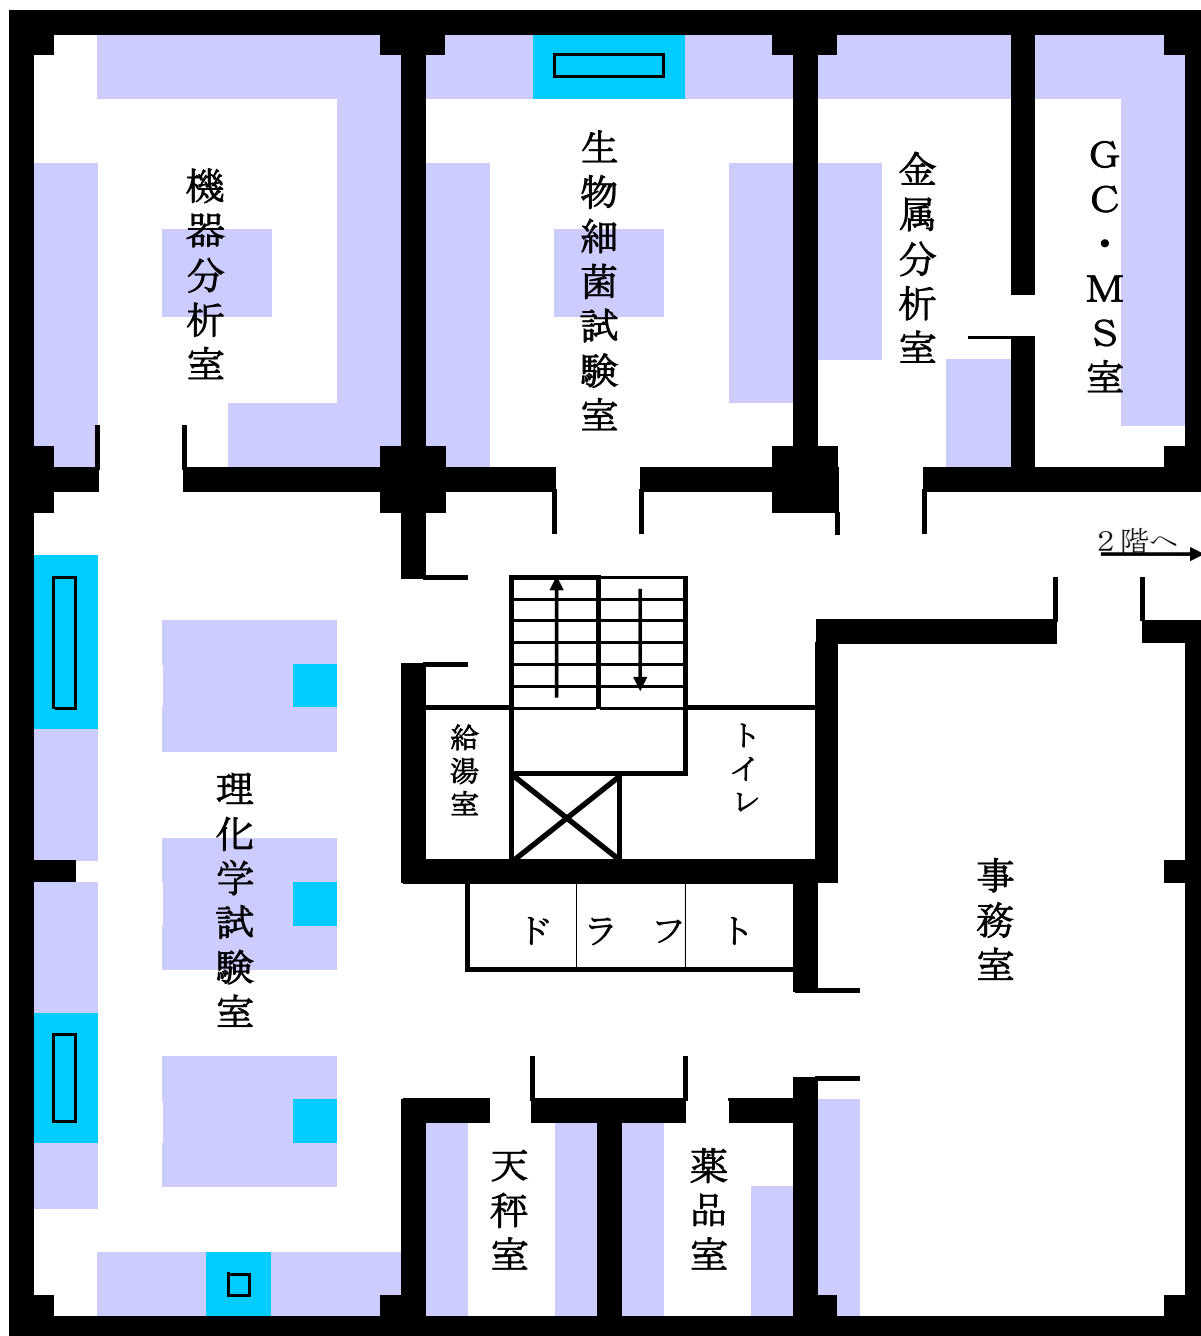 機器分析室
生物細菌試験室
金属分析室
GC・MS室
2階へ
給湯室
トイレ
理化学試験室
ドラフト
事務室
天秤室
薬品室